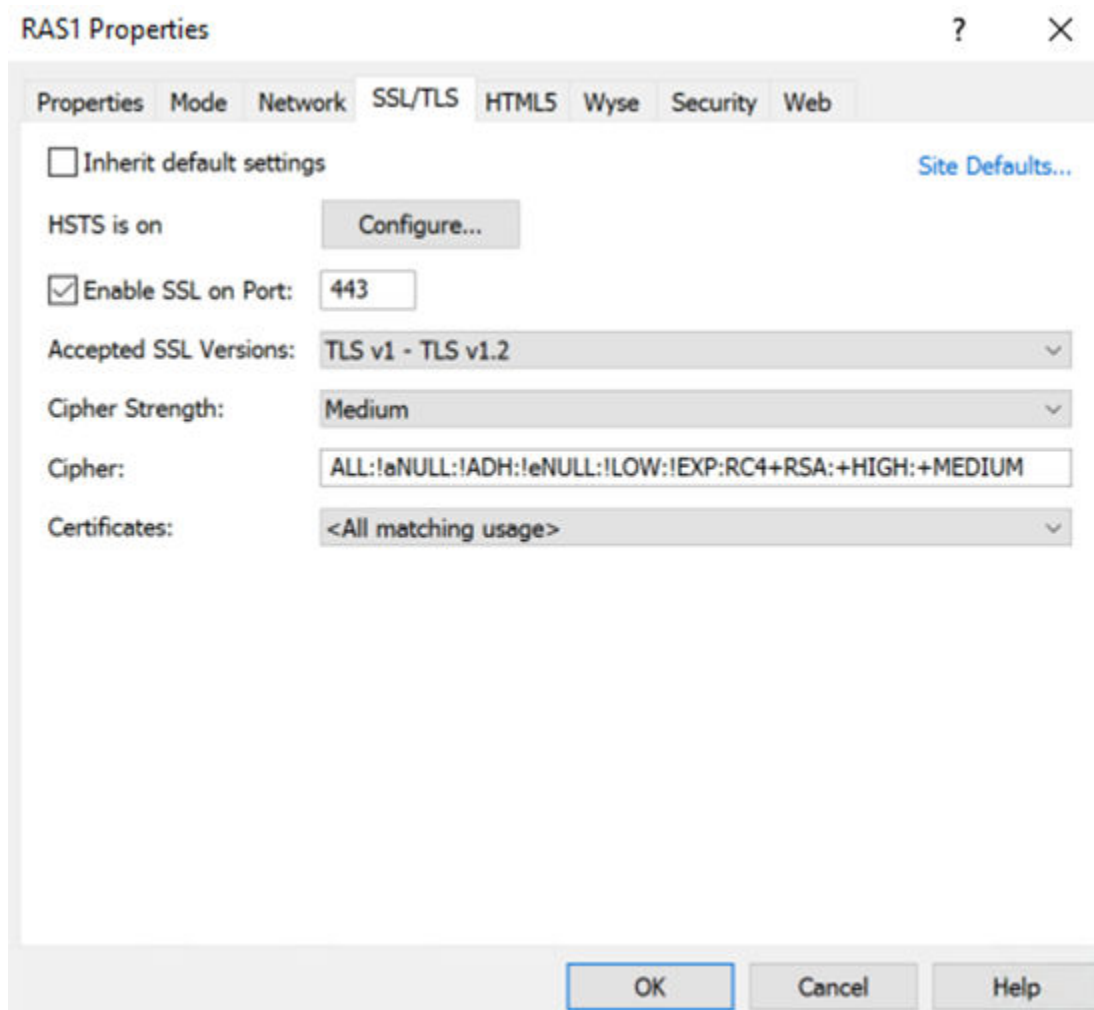 RAS1 Properties ? ×
Properties Mode Network SSL/TLS HTML5 Wyse Security Web
Inherit default settings Site Defaults...
HSTS is on Configure...
Enable SSL on Port: 443
Accepted SSL Versions: TLS v1 - TLS v1.2
Cipher Strength: Medium
Cipher: ALL:!aNULL:!ADH:!eNULL:!LOW:!EXP:RC4+RSA:+HIGH:+MEDIUM
Certificates: <All matching usage>
OK Cancel Help